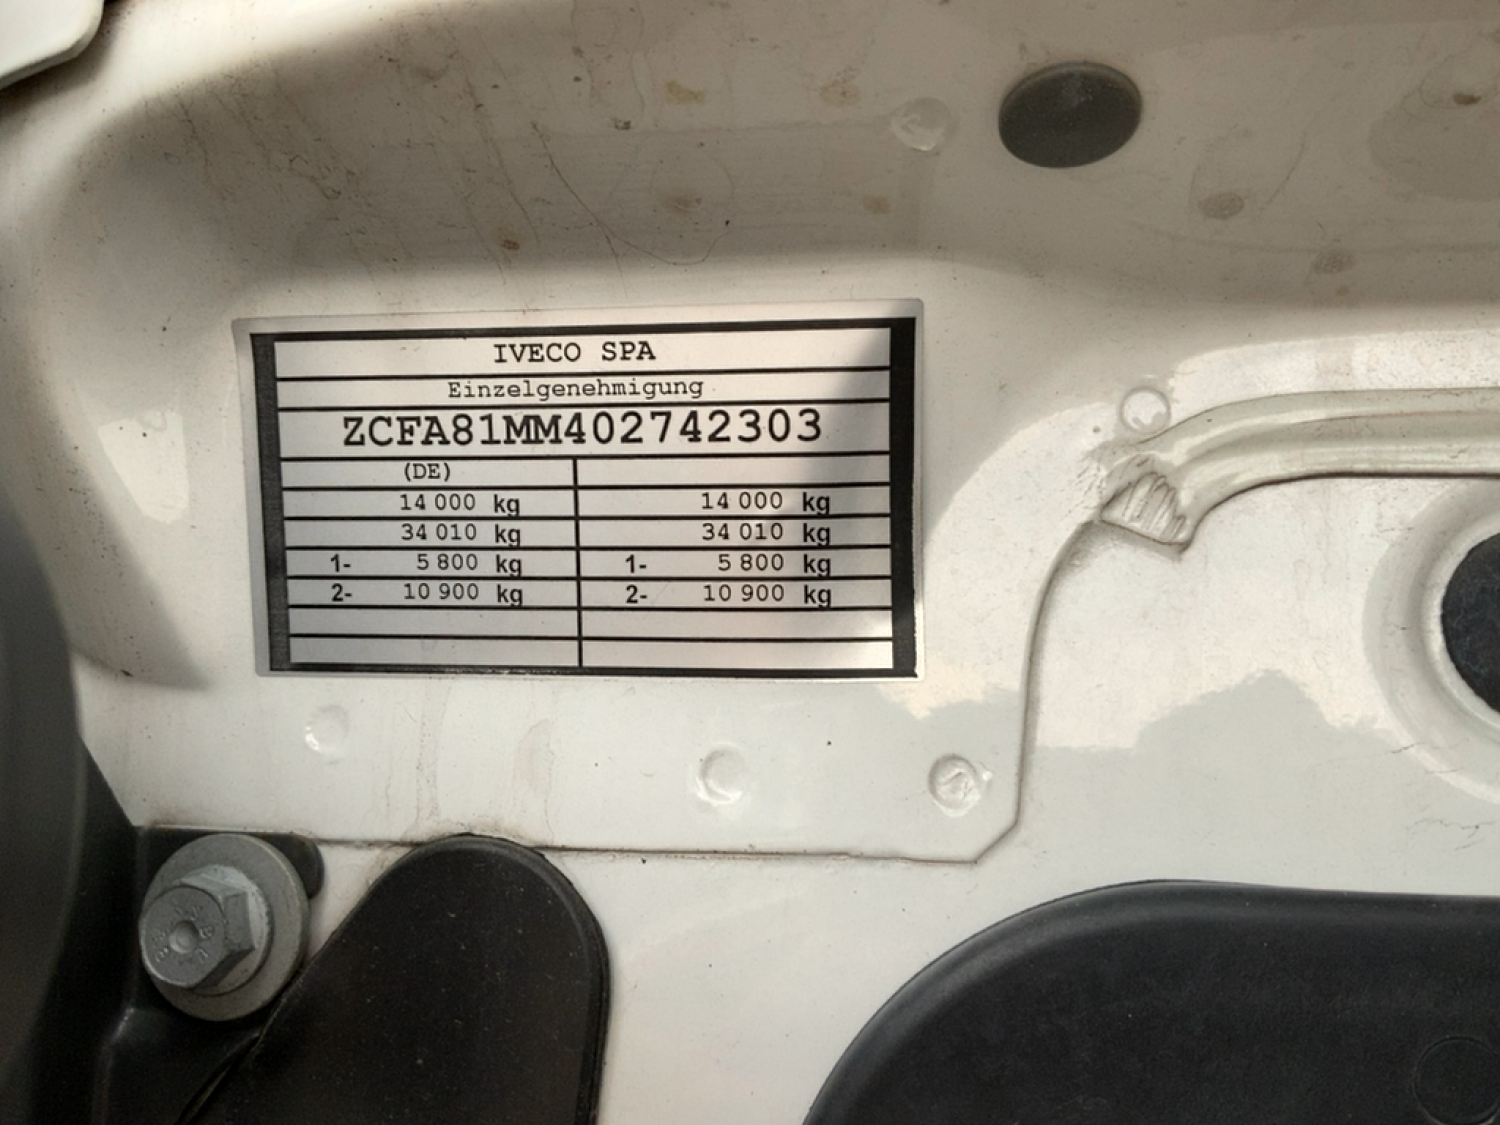 IVECO SPA
Einzelgenehmigung
ZCFA81MM402742303
(DE)
14 000 kg 14 000 kg
34 010 kg 34 010 kg
1- 5 800 kg 1- 5 800 kg
2- 10 900 kg 2- 10 900 kg